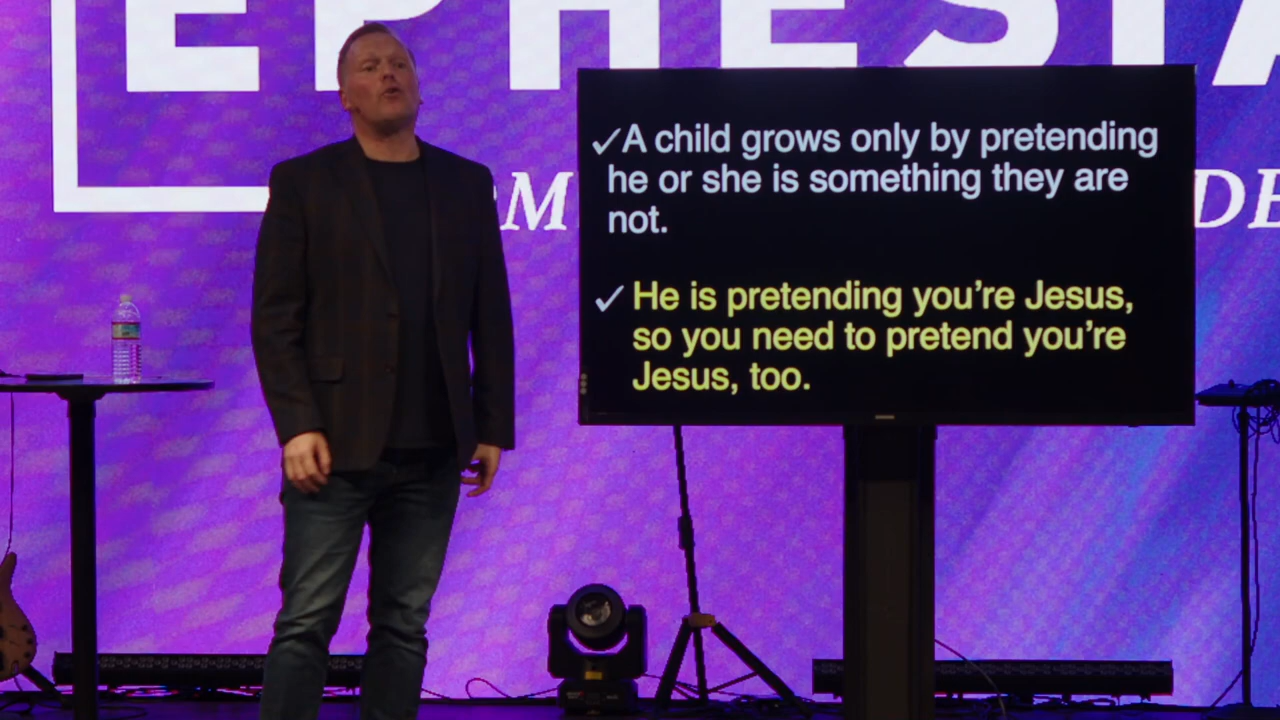 EPHESIA
✓A child grows only by pretending
he or she is something they are
not.
✓ He is pretending you're Jesus,
so you need to pretend you're
Jesus, too.